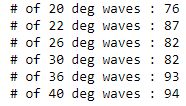 # of 20 deg waves : 76
# of 22 deg waves : 87
# of 26 deg waves : 82
# of 30 deg waves : 82
# of 36 deg waves : 93
# of 40 deg waves : 94